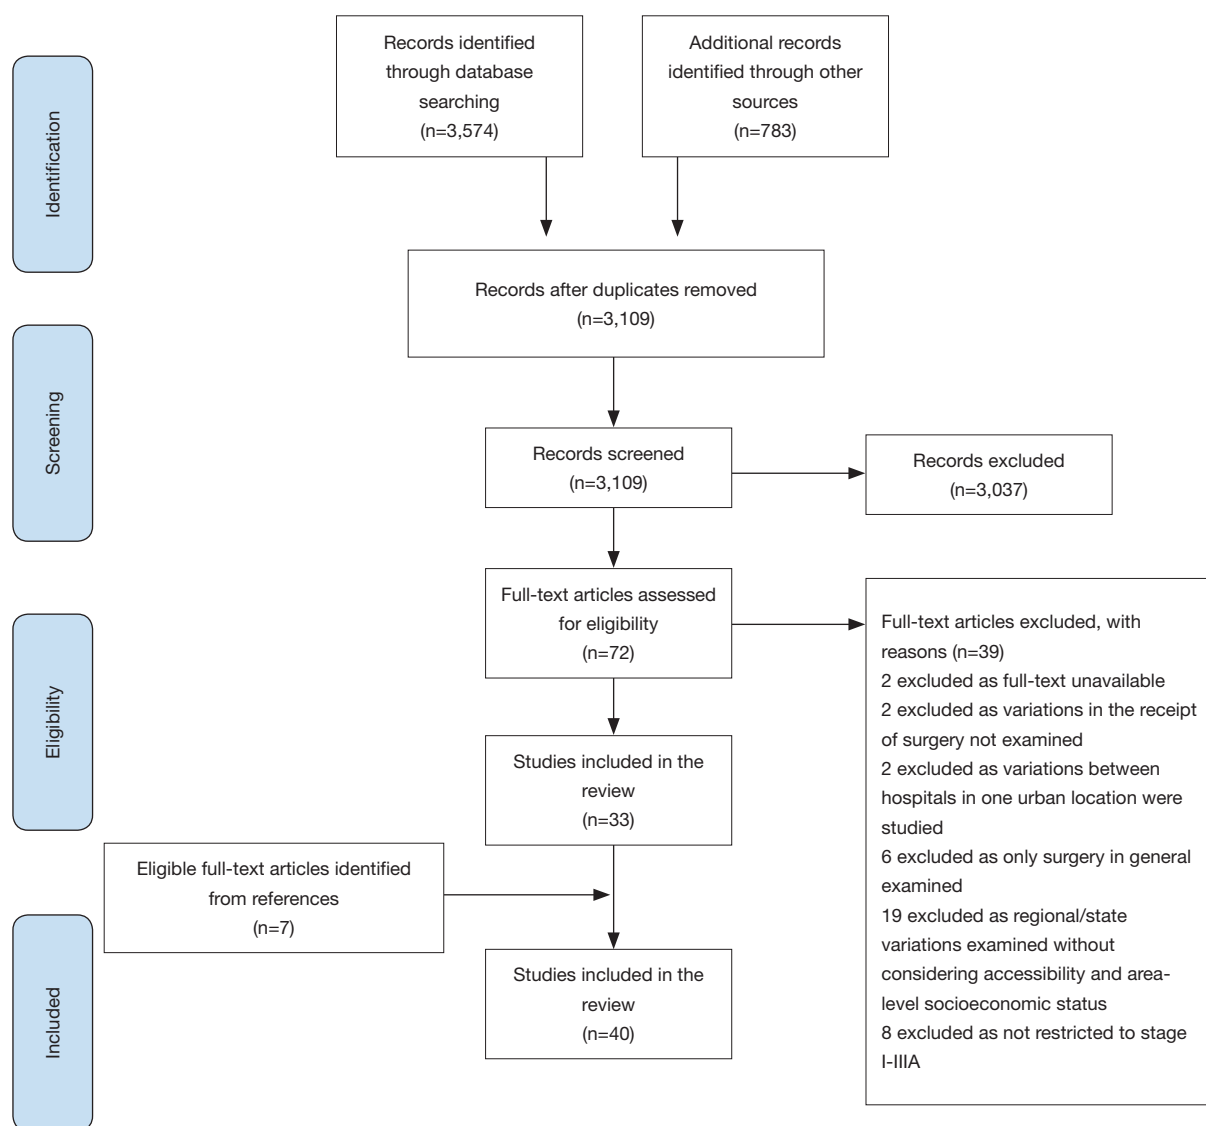 Identification
Records identified
through database
searching
(n=3,574)
Additional records
identified through other
sources
(n=783)
Records after duplicates removed
(n=3,109)
Screening
Records screened
(n=3,109)
Records excluded
(n=3,037)
Eligibility
Full-text articles assessed
for eligibility
(n=72)
Full-text articles excluded, with
reasons (n=39)
2 excluded as full-text unavailable
2 excluded as variations in the receipt
of surgery not examined
2 excluded as variations between
hospitals in one urban location were
studied
6 excluded as only surgery in general
examined
19 excluded as regional/state
variations examined without
considering accessibility and area-
level socioeconomic status
8 excluded as not restricted to stage
I-IIIA
Studies included in the
review
(n=33)
Eligible full-text articles identified
from references
(n=7)
Included
Studies included in the
review
(n=40)